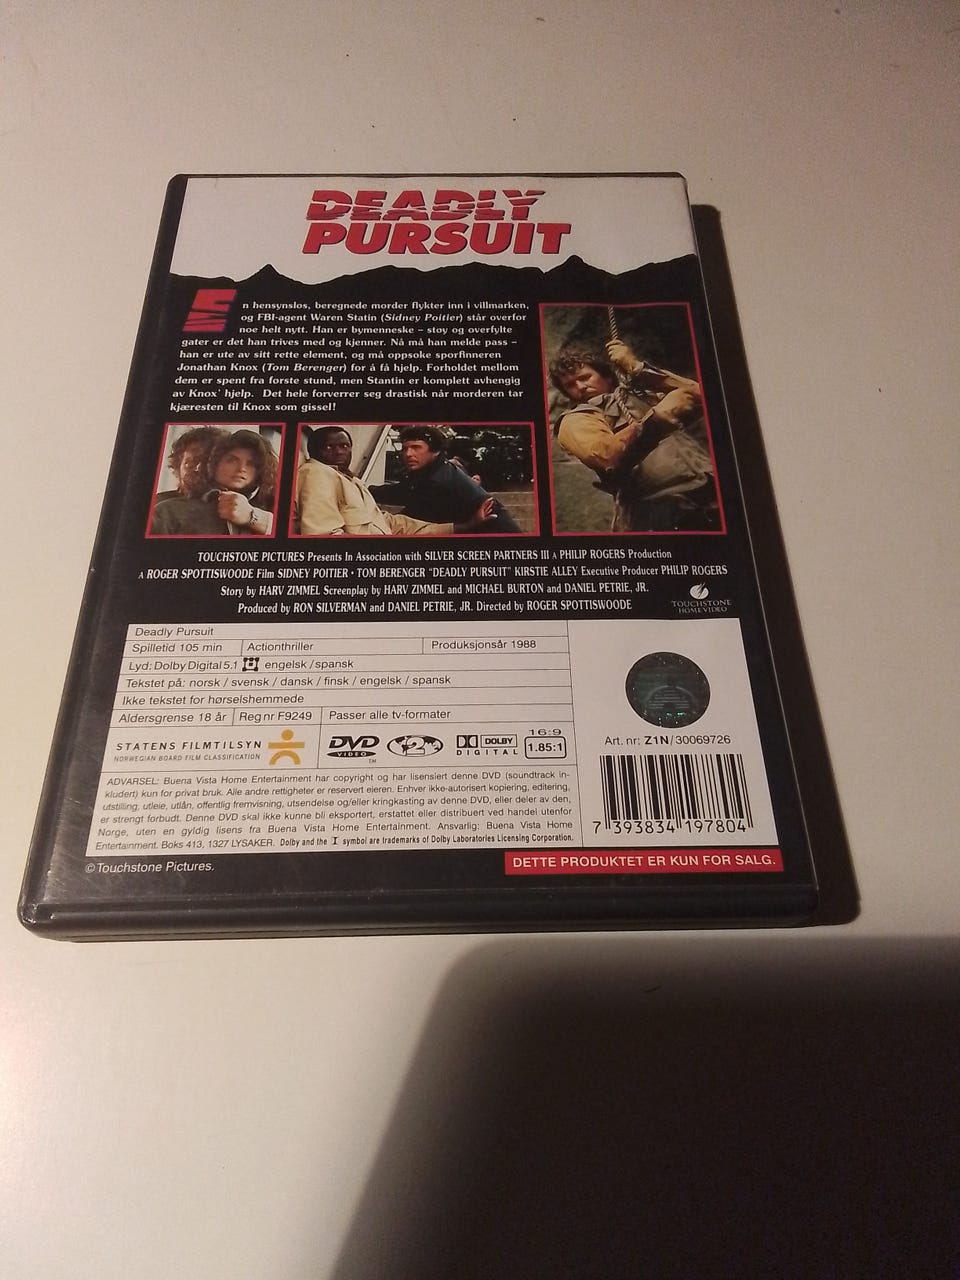 DEADLY
PURSUIT
En hensynsløs, beregnede morder flykter inn i villmarken,
og FBI-agent Waren Statin (Sidney Poitier) står overfor
noe helt nytt. Han er bymenneske – støy og overfylte
gater er det han trives med og kjenner. Nå må han melde pass –
han er ute av sitt rette element, og må oppsøke sporfinneren
Jonathan Knox (Tom Berenger) for å få hjelp. Forholdet mellom
dem er spent fra første stund, men Stantin er komplett avhengig
av Knox' hjelp. Det hele forverrer seg drastisk når morderen tar
kjæresten til Knox som gissel!
TOUCHSTONE PICTURES Presents In Association with SILVER SCREEN PARTNERS III A PHILIP ROGERS Production
A ROGER SPOTTISWOODE Film SIDNEY POITIER · TOM BERENGER "DEADLY PURSUIT" KIRSTIE ALLEY Executive Producer PHILIP ROGERS
Story by HARV ZIMMEL Screenplay by HARV ZIMMEL and MICHAEL BURTON and DANIEL PETRIE, JR.
Produced by RON SILVERMAN and DANIEL PETRIE, JR. Directed by ROGER SPOTTISWOODE
TOUCHSTONE
HOME VIDEO
Deadly Pursuit
Spilletid 105 min Actionthriller Produksjonsår 1988
Lyd: Dolby Digital 5.1 engelsk / spansk
Tekstet på: norsk / svensk / dansk / finsk / engelsk / spansk
Ikke tekstet for hørselshemmede
Aldersgrense 18 år Reg nr F9249 Passer alle tv-formater
STATENS FILMTILSYN
NORWEGIAN BOARD FILM CLASSIFICATION
DVD
VIDEO
TM
2
DOLBY
DIGITAL
16:9
1.85:1
Art. nr: Z1N/30069726
7 393834 197804
ADVARSEL: Buena Vista Home Entertainment har copyright og har lisensiert denne DVD (soundtrack in-
kludert) kun for privat bruk. Alle andre rettigheter er reservert eieren. Enhver ikke-autorisert kopiering, editering,
utstilling, utleie, utlån, offentlig fremvisning, utsendelse og/eller kringkasting av denne DVD, eller deler av den,
er strengt forbudt. Denne DVD skal ikke kunne bli eksportert, erstattet eller distribuert ved handel utenfor
Norge, uten en gyldig lisens fra Buena Vista Home Entertainment. Ansvarlig: Buena Vista Home
Entertainment. Boks 413, 1327 LYSAKER. Dolby and the symbol are trademarks of Dolby Laboratories Licensing Corporation.
© Touchstone Pictures.
DETTE PRODUKTET ER KUN FOR SALG.